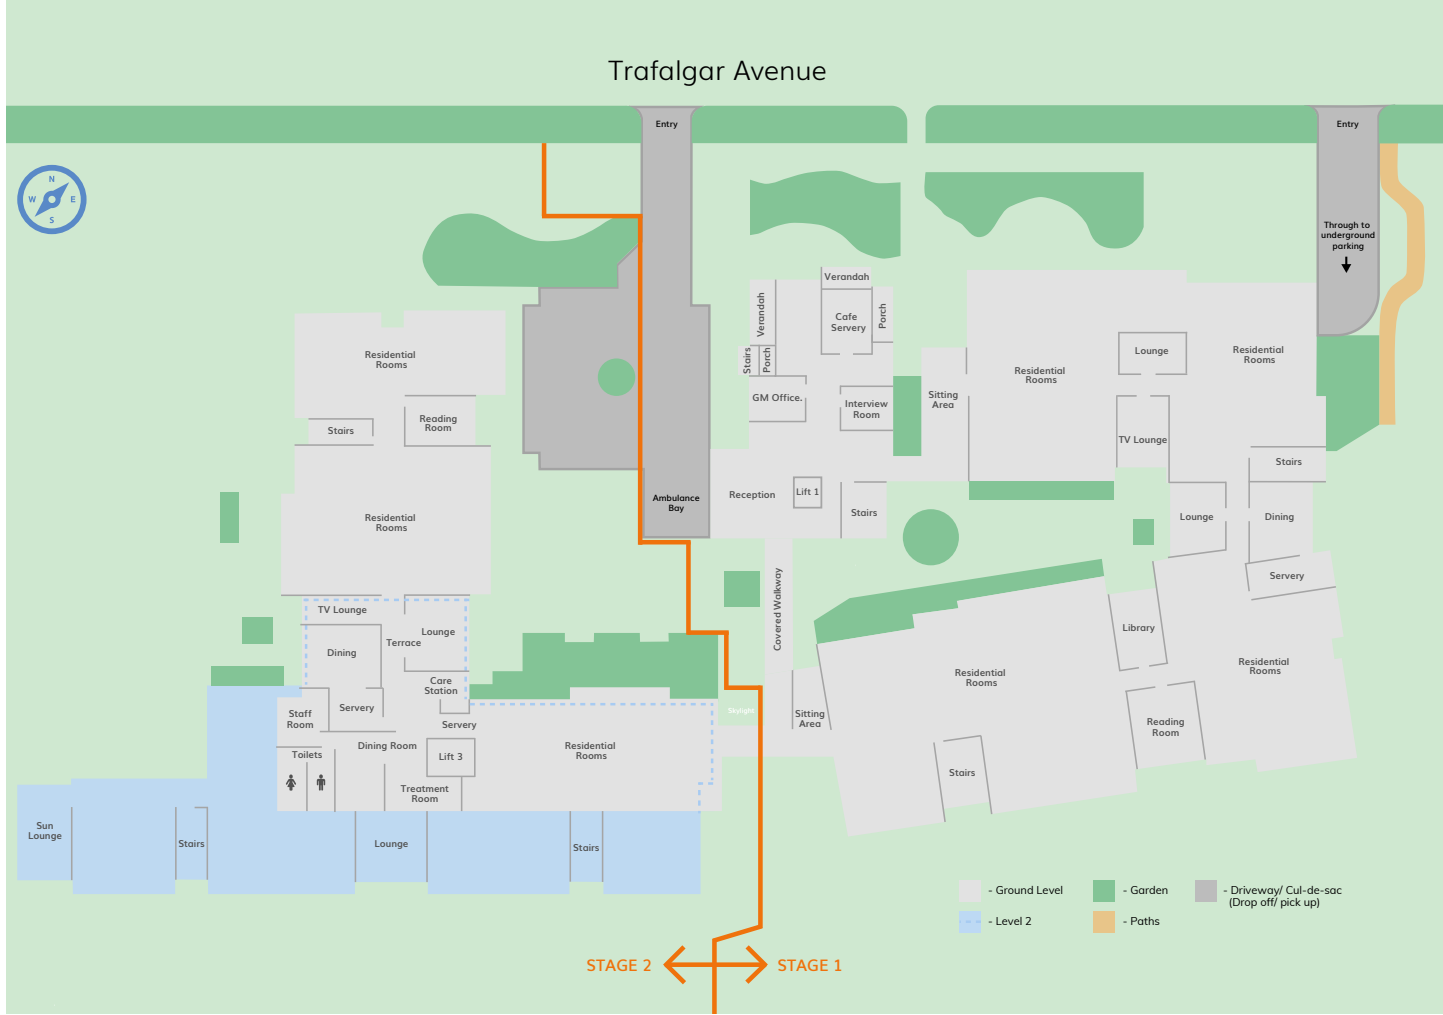 Trafalgar Avenue
Entry
Entry
N
W
E
S
Through to
underground
parking
Verandah
Verandah
Cafe
Servery
Porch
Stairs
Porch
GM Office.
Interview
Room
Sitting
Area
Residential
Rooms
Lounge
Residential
Rooms
TV Lounge
Stairs
Residential
Rooms
Stairs
Reading
Room
Residential
Rooms
Ambulance
Bay
Reception
Lift 1
Stairs
Lounge
Dining
Servery
Covered Walkway
Library
Residential
Rooms
Residential
Rooms
Reading
Room
Stairs
Sitting
Area
Skylight
TV Lounge
Lounge
Terrace
Dining
Care
Station
Servery
Staff
Room
Servery
Dining Room
Toilets
Lift 3
Residential
Rooms
Treatment
Room
Sun
Lounge
Stairs
Lounge
Stairs
- Ground Level
- Garden
- Driveway/ Cul-de-sac
(Drop off/ pick up)
- Level 2
- Paths
STAGE 2
STAGE 1